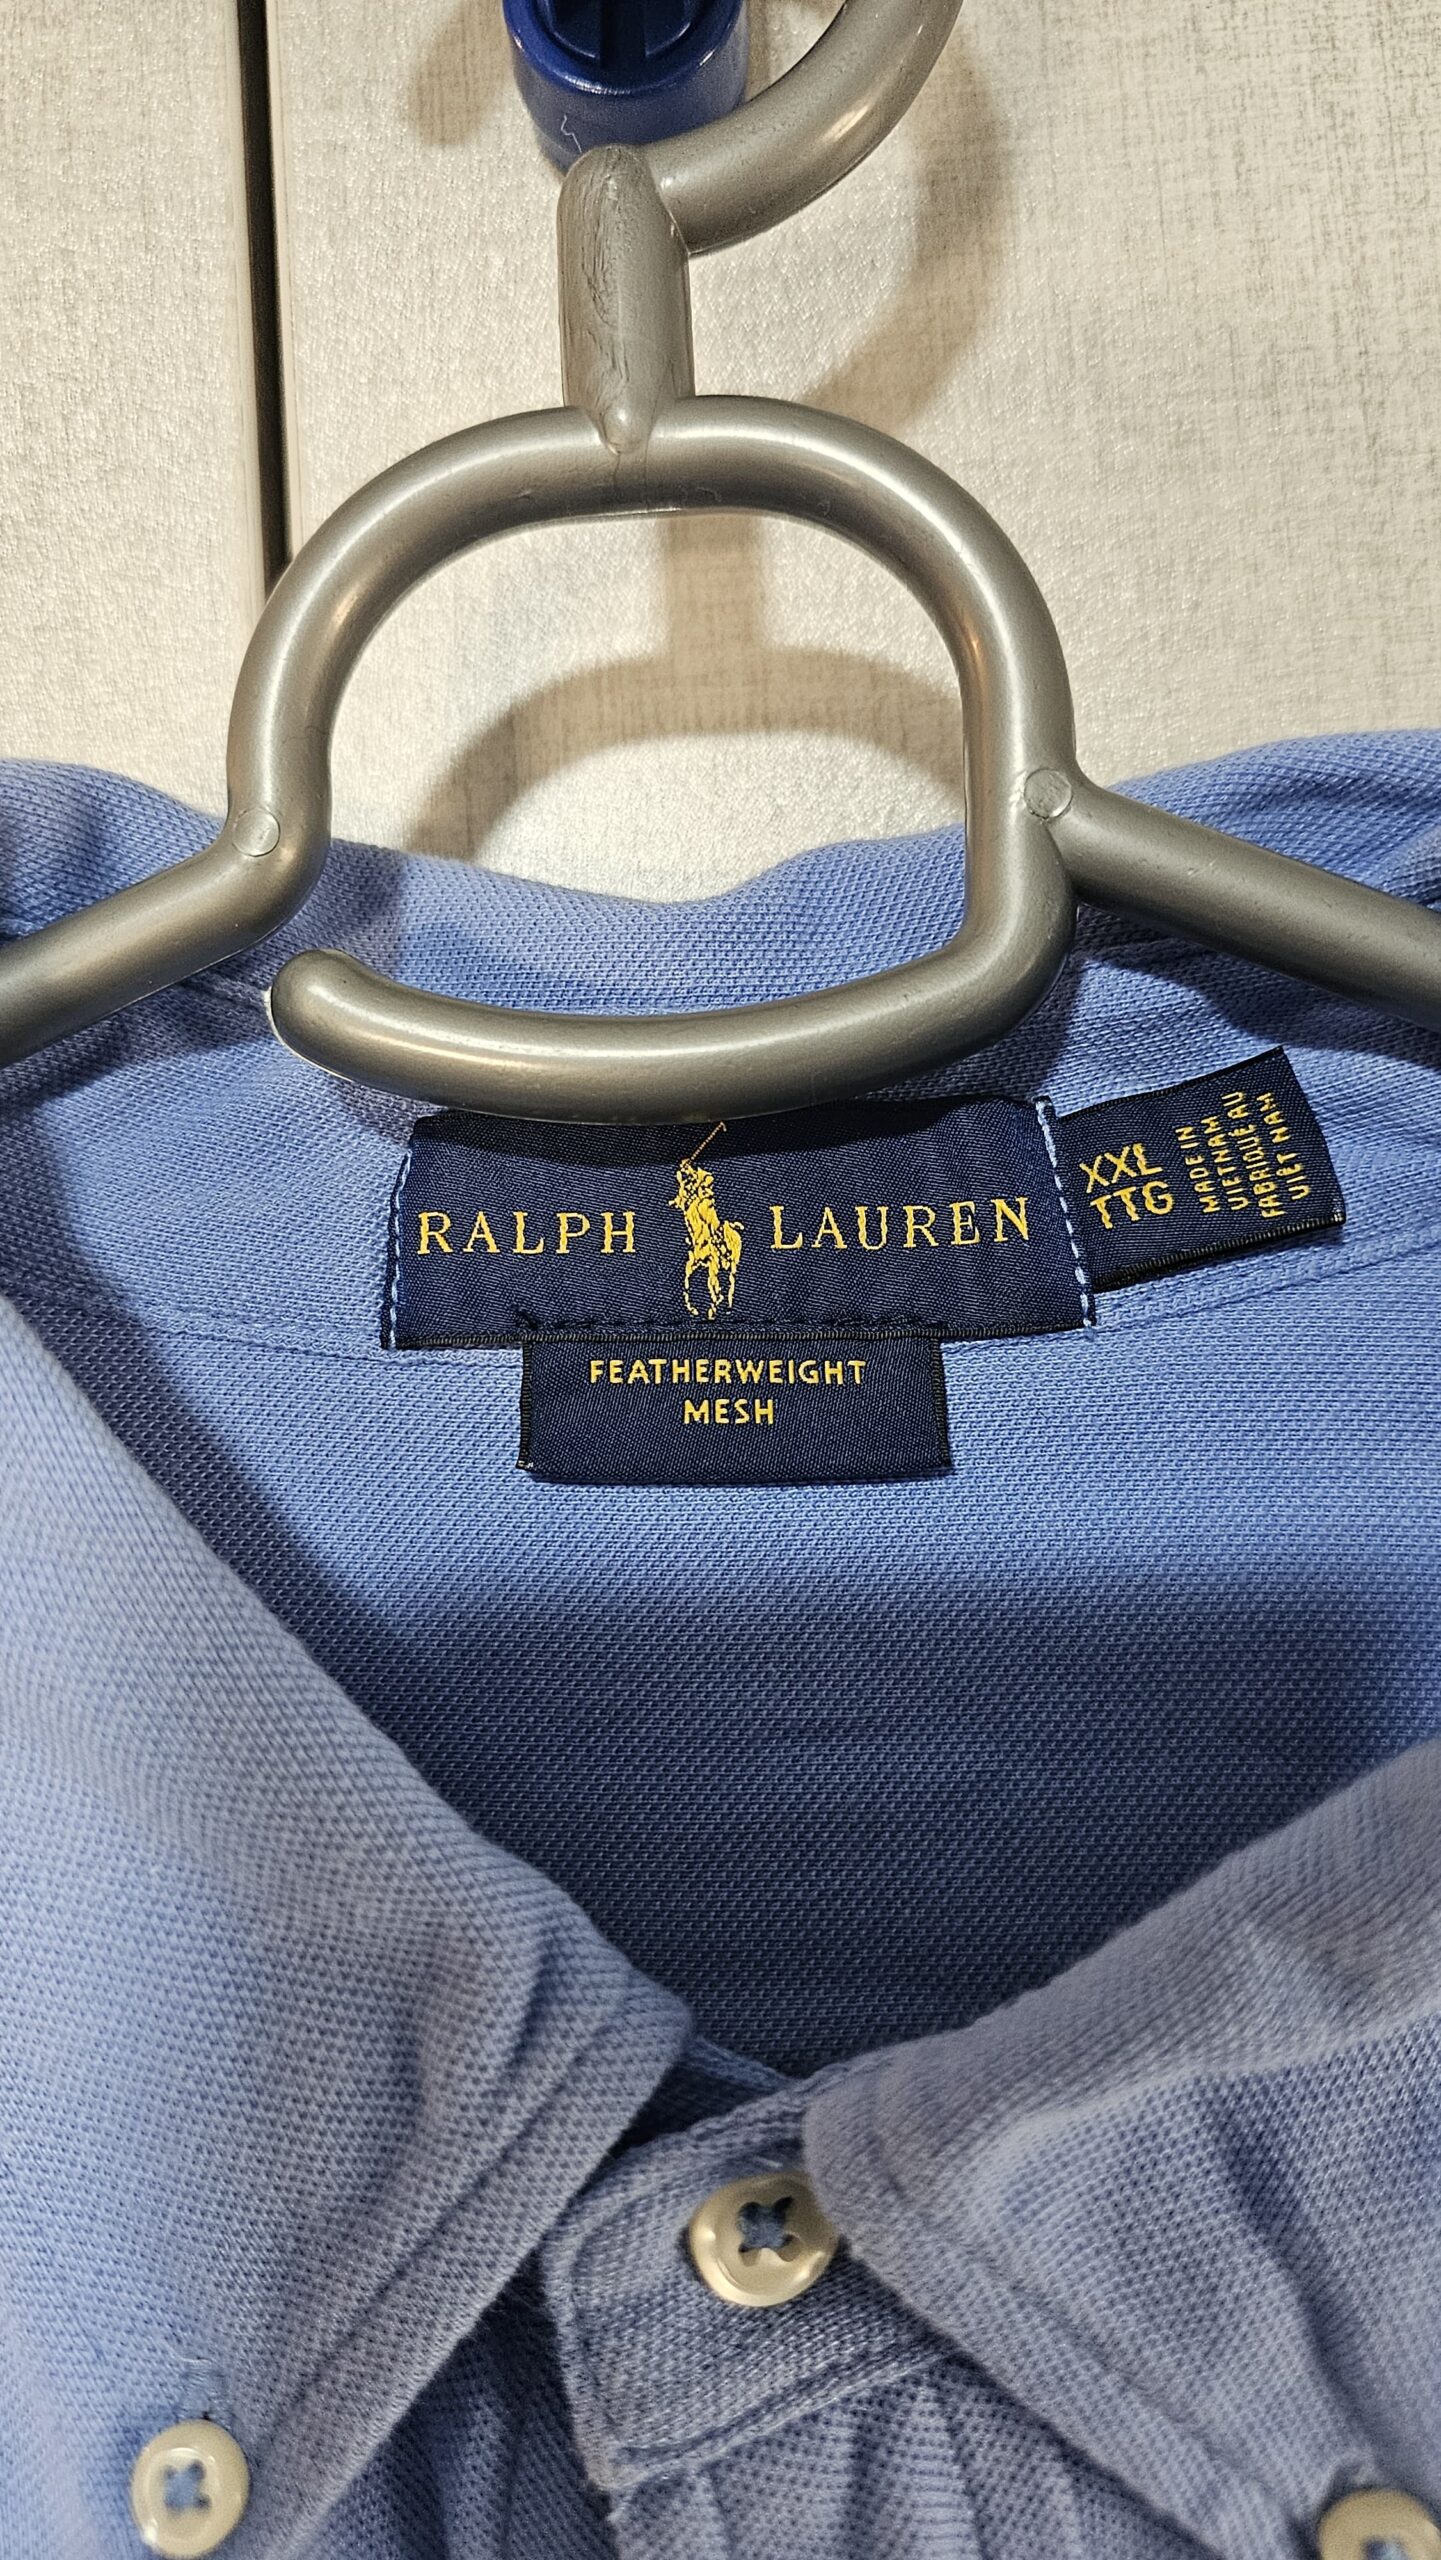 RALPH LAUREN
FEATHERWEIGHT
MESH
XXL
TTG
MADE IN
VIETNAM
FABRIQUÉ AU
VIET NAM